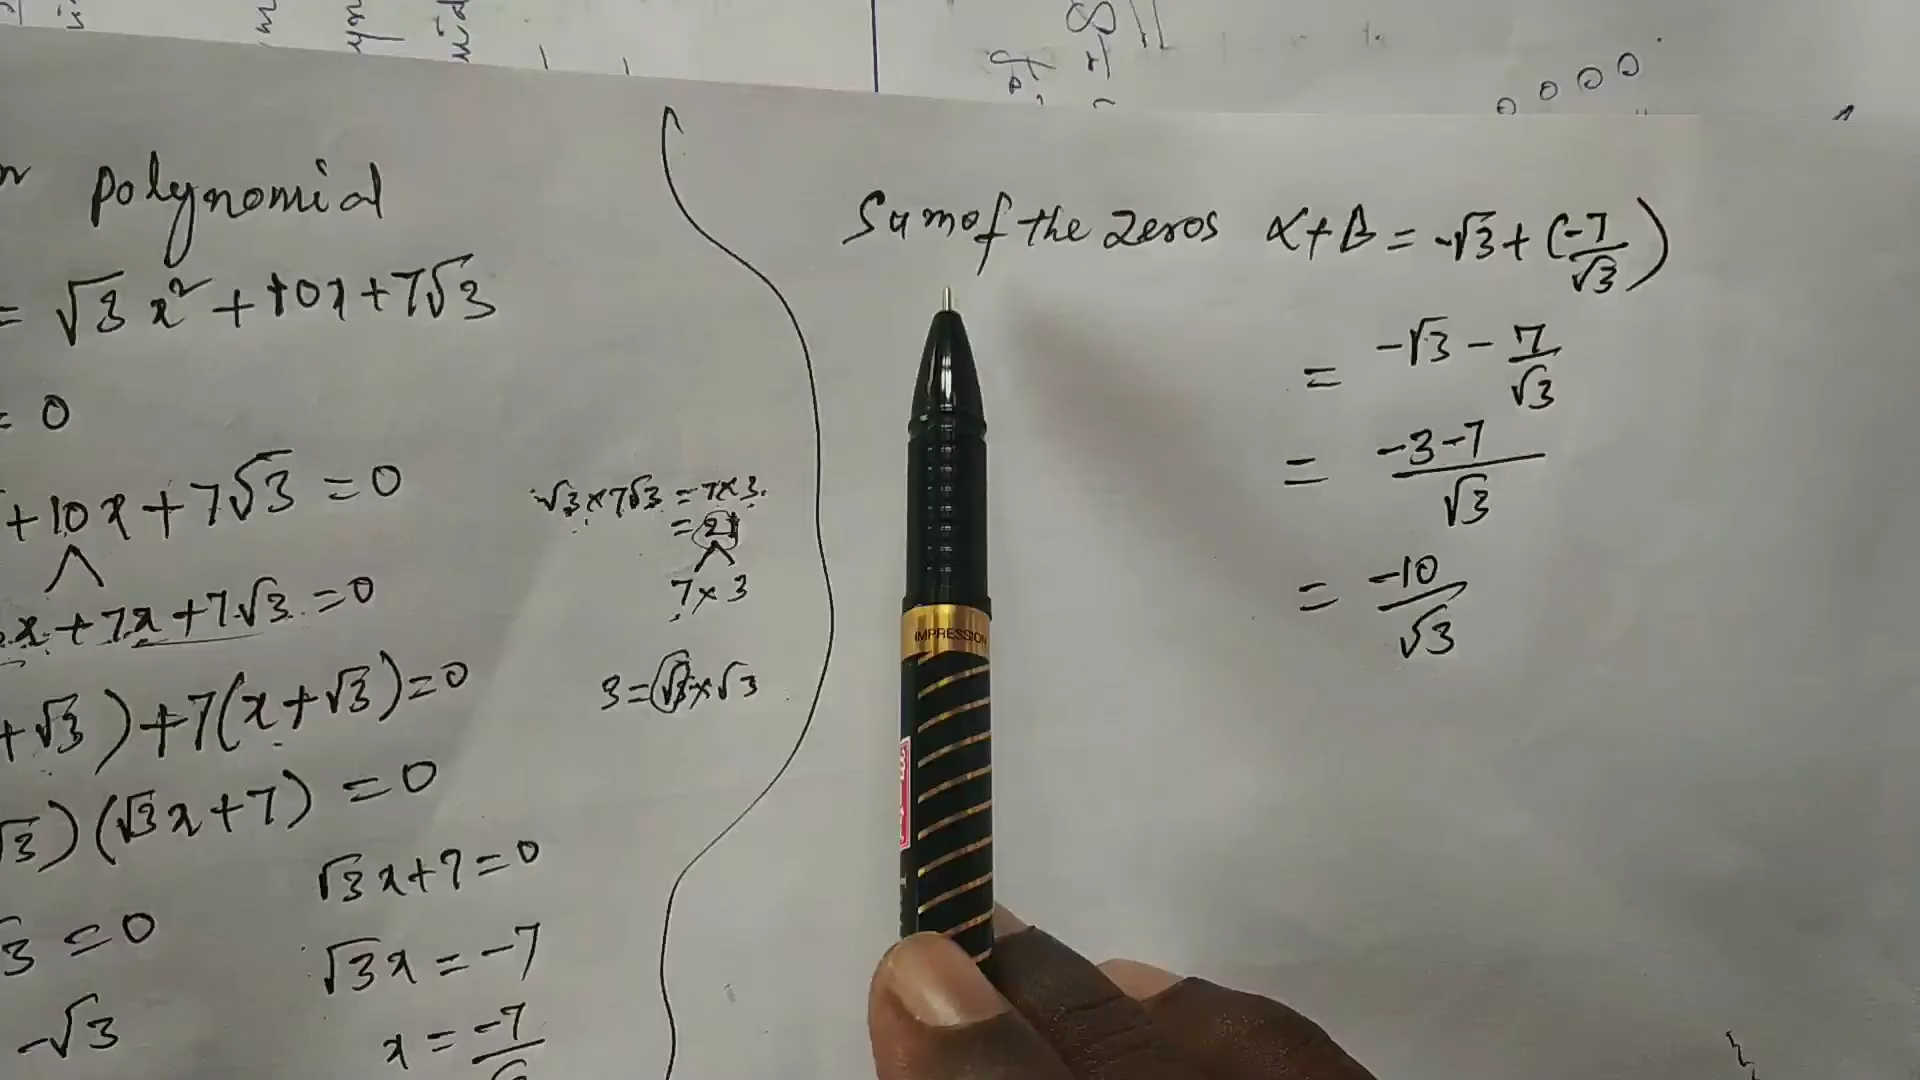 polynomial
= √3 x² + 10x + 7√3
= 0
+ 10x + 7√3 = 0
x + 7x + 7√3 = 0
+ √3) + 7(x + √3) = 0
√3)(√3x + 7) = 0
√3x + 7 = 0
3 = 0
√3x = -7
-√3
x = -7
√3 × 7√3 = 7×3
= 21
7 × 3
3 = √3 × √3
Sum of the zeros α + β = -√3 + (-7/√3)
= -√3 - 7/√3
= -3-7/√3
= -10/√3
IMPRESSION